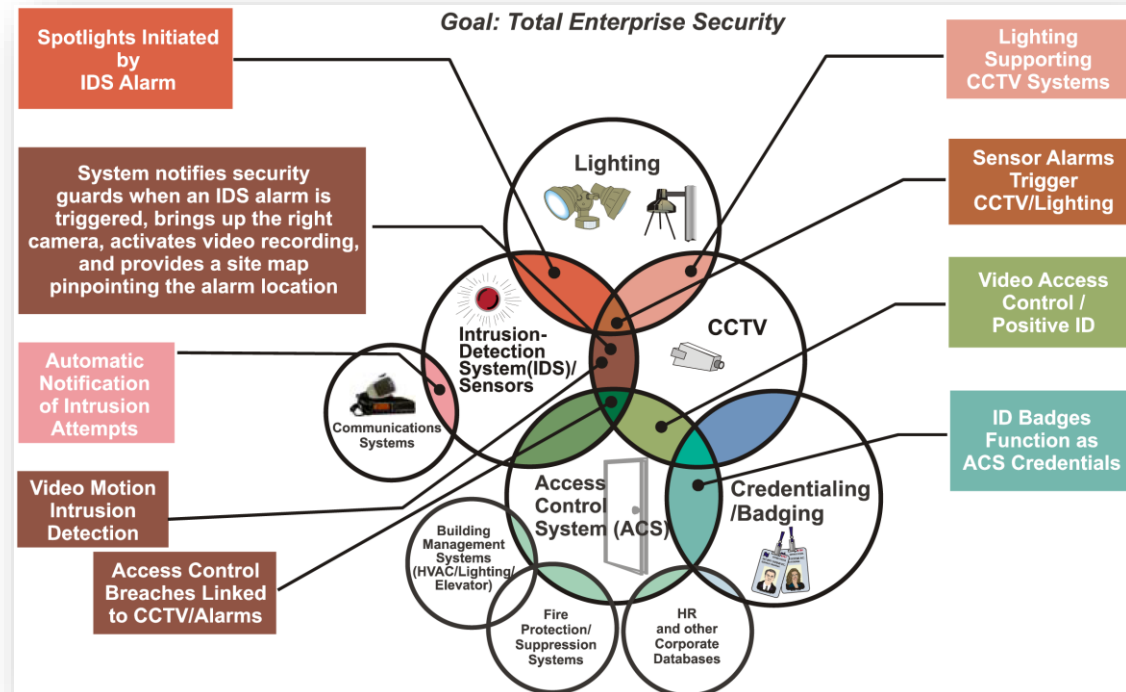 Goal: Total Enterprise Security
Spotlights Initiated
by
IDS Alarm
System notifies security
guards when an IDS alarm is
triggered, brings up the right
camera, activates video recording,
and provides a site map
pinpointing the alarm location
Automatic
Notification
of Intrusion
Attempts
Video Motion
Intrusion
Detection
Access Control
Breaches Linked
to CCTV/Alarms
Lighting
Intrusion-
Detection
System(IDS)/
Sensors
CCTV
Communications
Systems
Access
Control
System (ACS)
Credentialing
/Badging
Building
Management
Systems
(HVAC/Lighting/
Elevator)
Fire
Protection/
Suppression
Systems
HR
and other
Corporate
Databases
Lighting
Supporting
CCTV Systems
Sensor Alarms
Trigger
CCTV/Lighting
Video Access
Control /
Positive ID
ID Badges
Function as
ACS Credentials